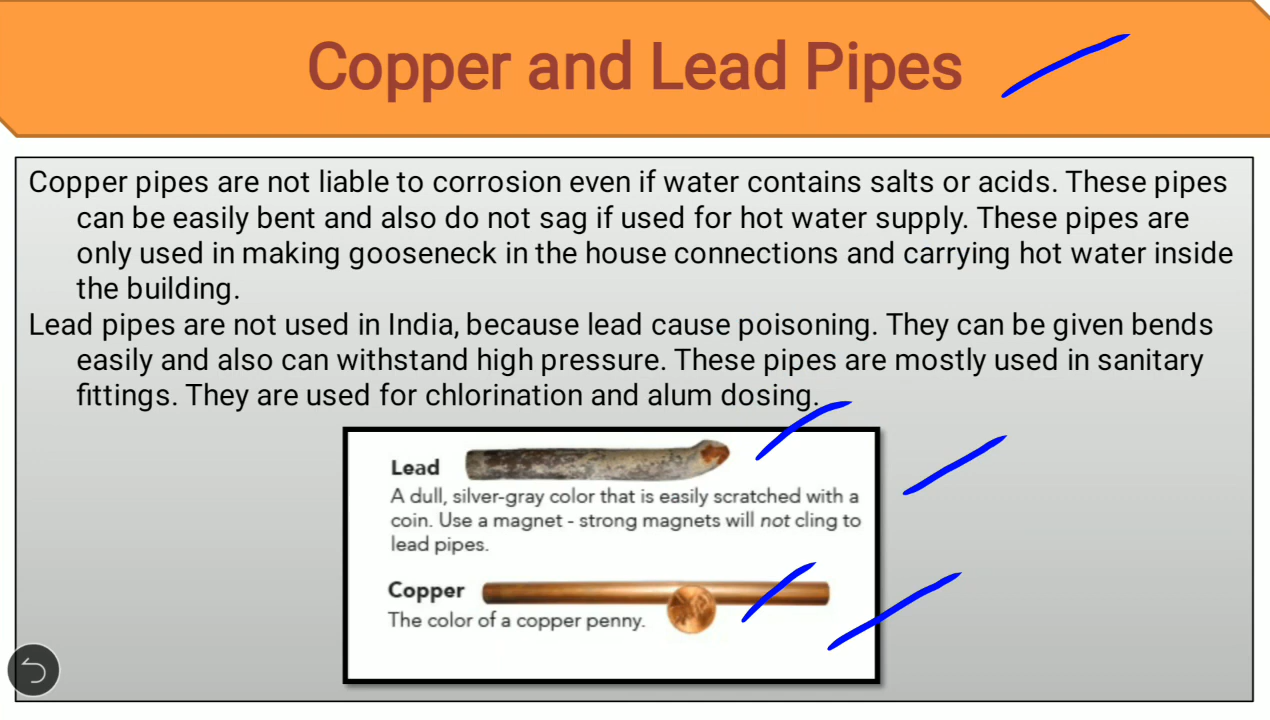 Copper and Lead Pipes
Copper pipes are not liable to corrosion even if water contains salts or acids. These pipes
can be easily bent and also do not sag if used for hot water supply. These pipes are
only used in making gooseneck in the house connections and carrying hot water inside
the building.
Lead pipes are not used in India, because lead cause poisoning. They can be given bends
easily and also can withstand high pressure. These pipes are mostly used in sanitary
fittings. They are used for chlorination and alum dosing.
Lead
A dull, silver-gray color that is easily scratched with a
coin. Use a magnet - strong magnets will not cling to
lead pipes.
Copper
The color of a copper penny.